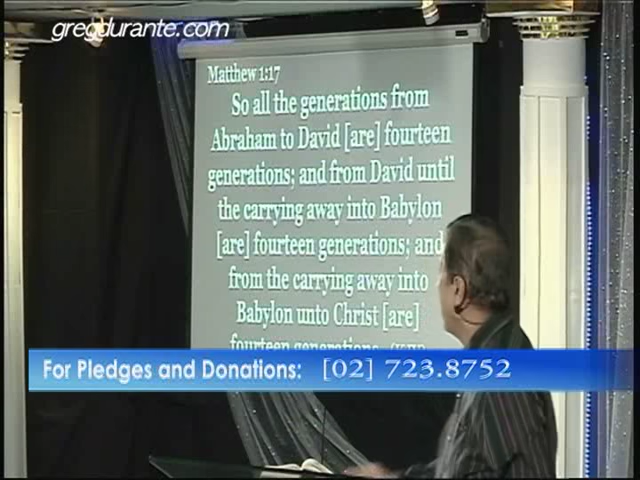 gregdurante.com
Matthew 1:17
So all the generations from
Abraham to David [are] fourteen
generations; and from David until
the carrying away into Babylon
[are] fourteen generations; and
from the carrying away into
Babylon unto Christ [are]
fourteen generations.
For Pledges and Donations: [02] 723.8752